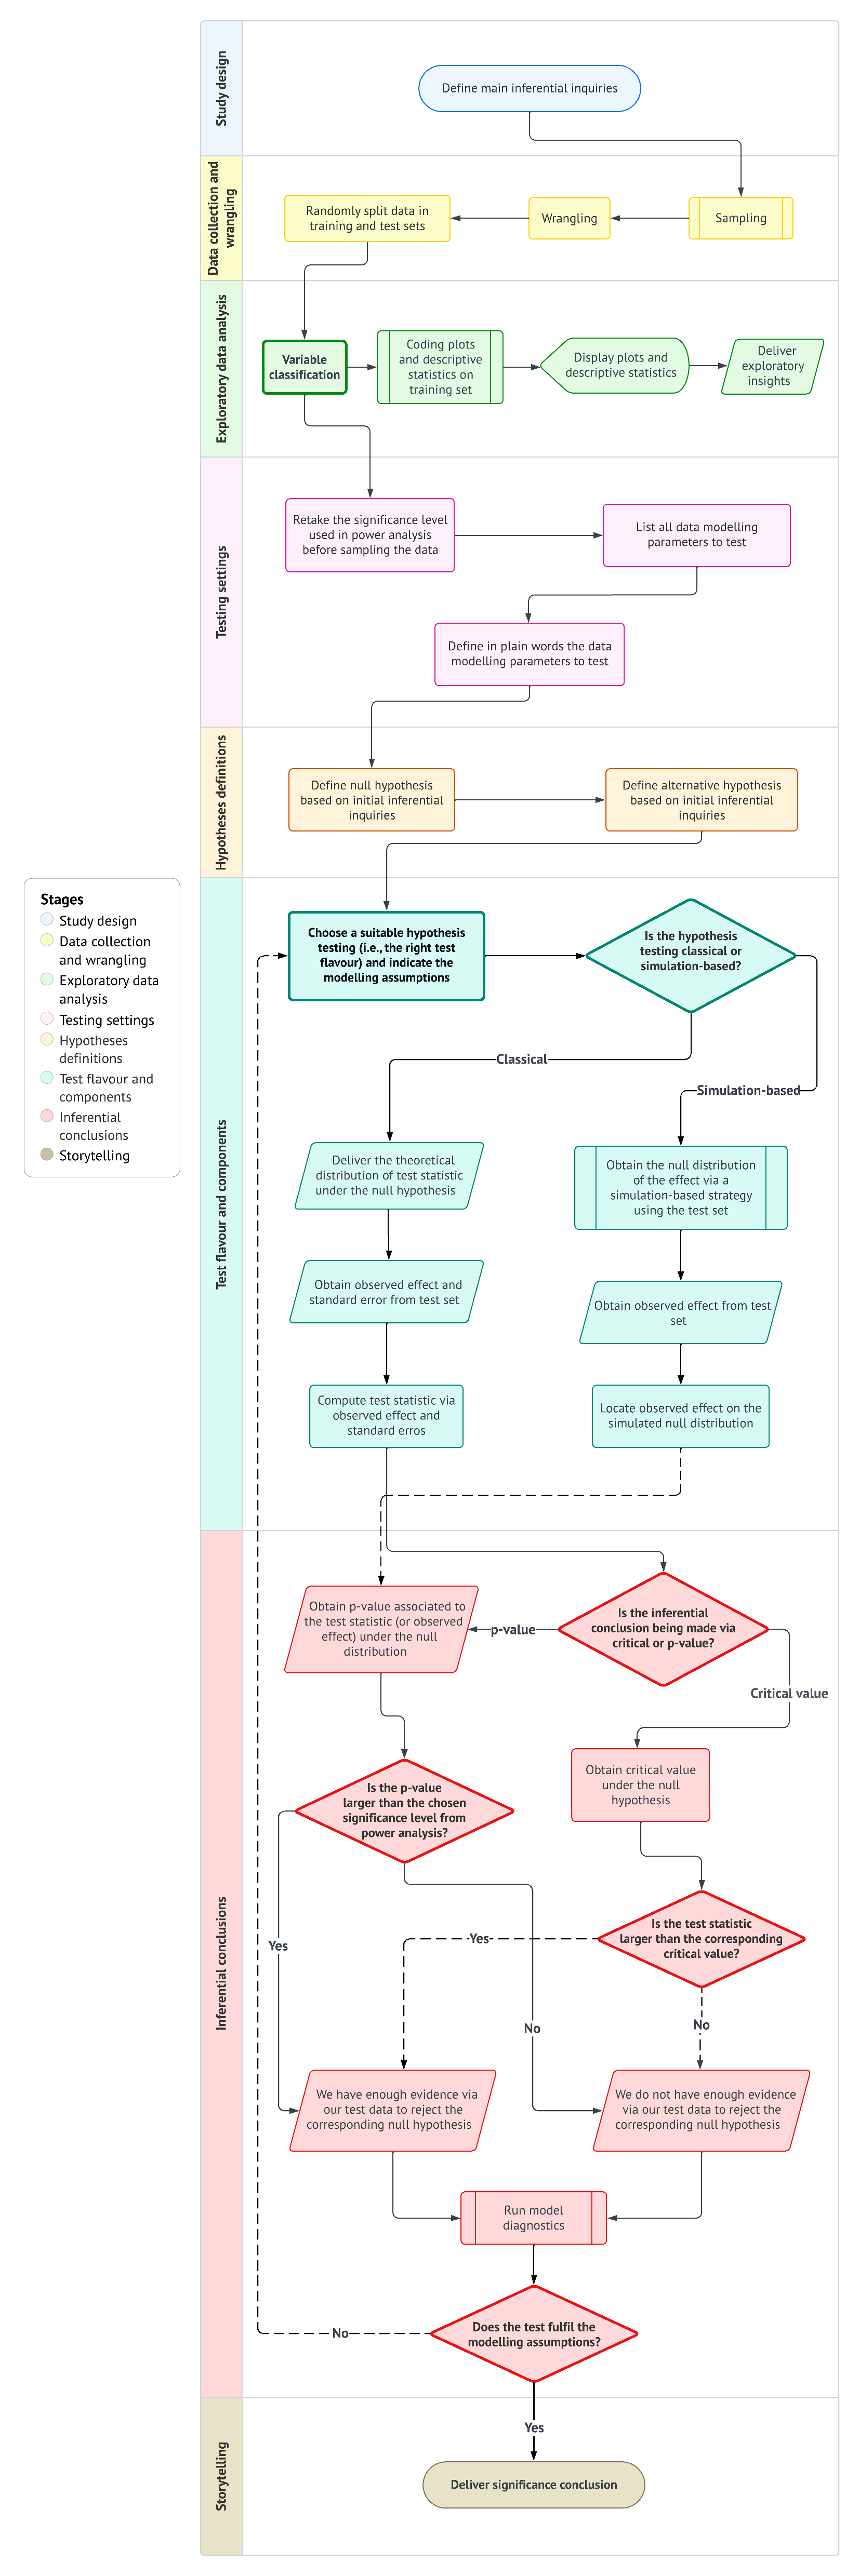 Study design
Define main inferential inquiries
Data collection and
wrangling
Randomly split data in
training and test sets
Wrangling
Sampling
Exploratory data analysis
Variable
classification
Coding plots
and descriptive
statistics on
training set
Display plots and
descriptive statistics
Deliver
exploratory
insights
Testing settings
Retake the significance level
used in power analysis
before sampling the data
List all data modelling
parameters to test
Define in plain words the data
modelling parameters to test
Hypotheses definitions
Define null hypothesis
based on initial inferential
inquiries
Define alternative hypothesis
based on initial inferential
inquiries
Stages
Study design
Data collection
and wrangling
Exploratory data
analysis
Testing settings
Hypotheses
definitions
Test flavour and
components
Inferential
conclusions
Storytelling
Test flavour and components
Choose a suitable hypothesis
testing (i.e., the right test
flavour) and indicate the
modelling assumptions
Is the hypothesis
testing classical or
simulation-based?
Classical
Simulation-based
Deliver the theoretical
distribution of test statistic
under the null hypothesis
Obtain the null distribution
of the effect via a
simulation-based strategy
using the test set
Obtain observed effect and
standard error from test set
Obtain observed effect from test
set
Compute test statistic via
observed effect and
standard erros
Locate observed effect on the
simulated null distribution
Inferential conclusions
Obtain p-value associated to
the test statistic (or observed
effect) under the null
distribution
p-value
Is the inferential
conclusion being made via
critical or p-value?
Critical value
Is the p-value
larger than the chosen
significance level from
power analysis?
Obtain critical value
under the null
hypothesis
Yes
Yes
Is the test statistic
larger than the corresponding
critical value?
No
No
We have enough evidence via
our test data to reject the
corresponding null hypothesis
We do not have enough evidence
via our test data to reject the
corresponding null hypothesis
Run model
diagnostics
No
Does the test fulfil the
modelling assumptions?
Yes
Storytelling
Deliver significance conclusion